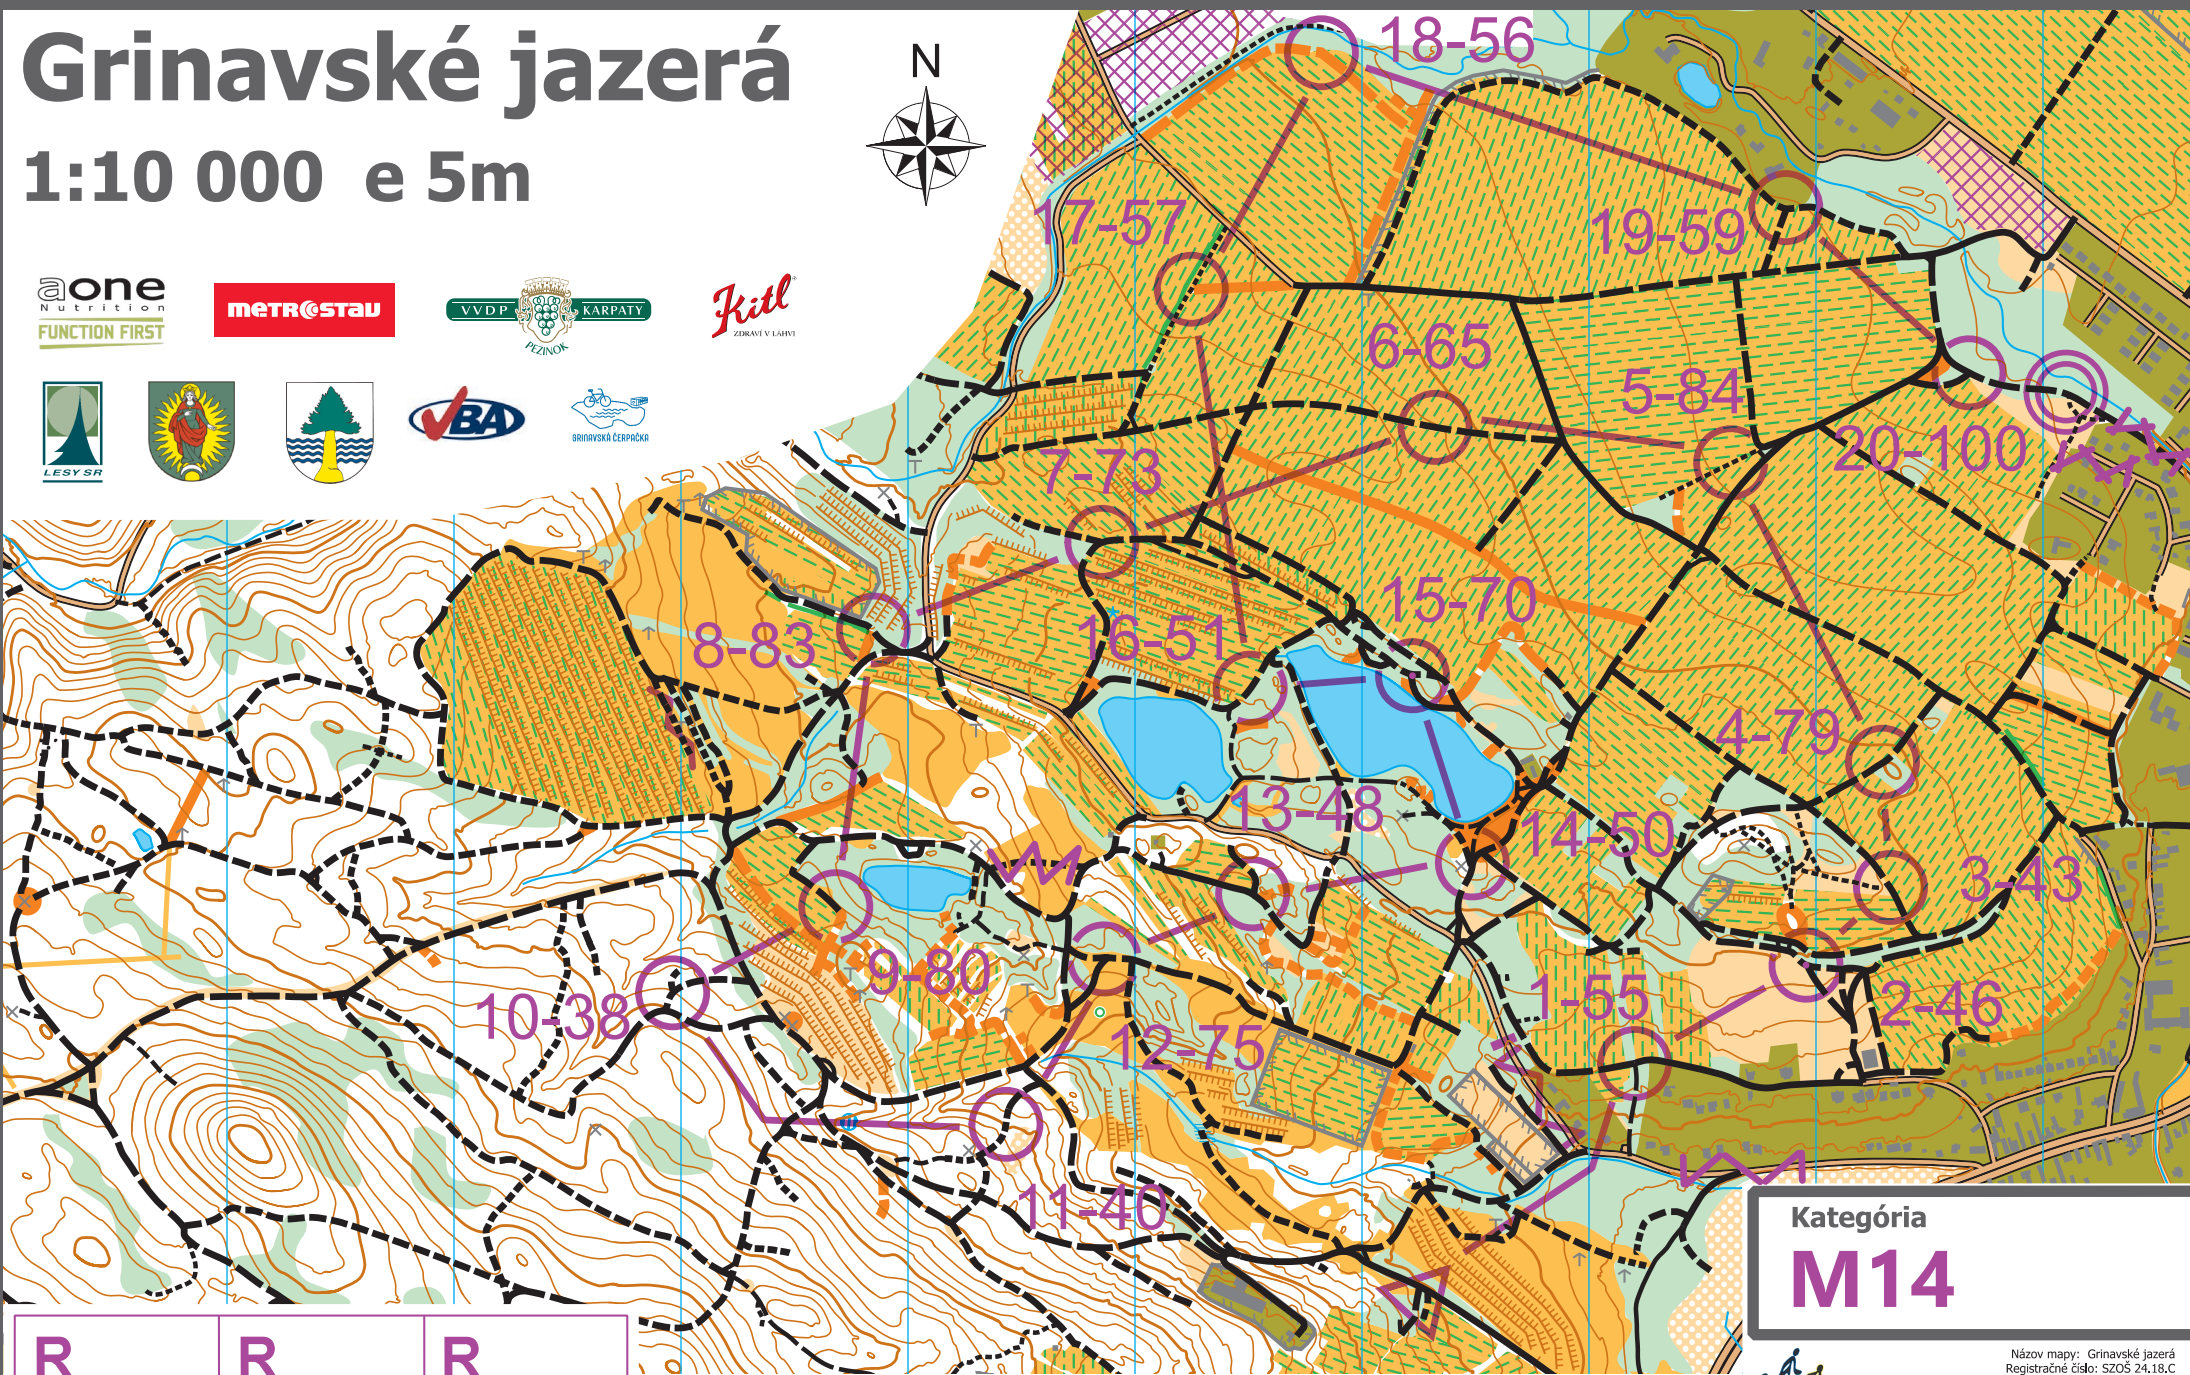 Grinavské jazerá
1:10 000 e 5m
N
aone
Nutrition
FUNCTION FIRST
METROSTAV
VVDP KARPATY
PEZINOK
Kitl
ZDRAVÍ V LÁHVI
LESY SR
VBA
GRINAVSKÁ ČERPAČKA
18-56
17-57
19-59
6-65
5-84
20-100
7-73
15-70
16-51
8-83
4-79
13-48
14-50
3-43
9-80
10-38
1-55
2-46
12-75
11-40
Kategória
M14
R R R
Názov mapy: Grinavské jazerá
Registračné číslo: SZOŠ 24.18.C